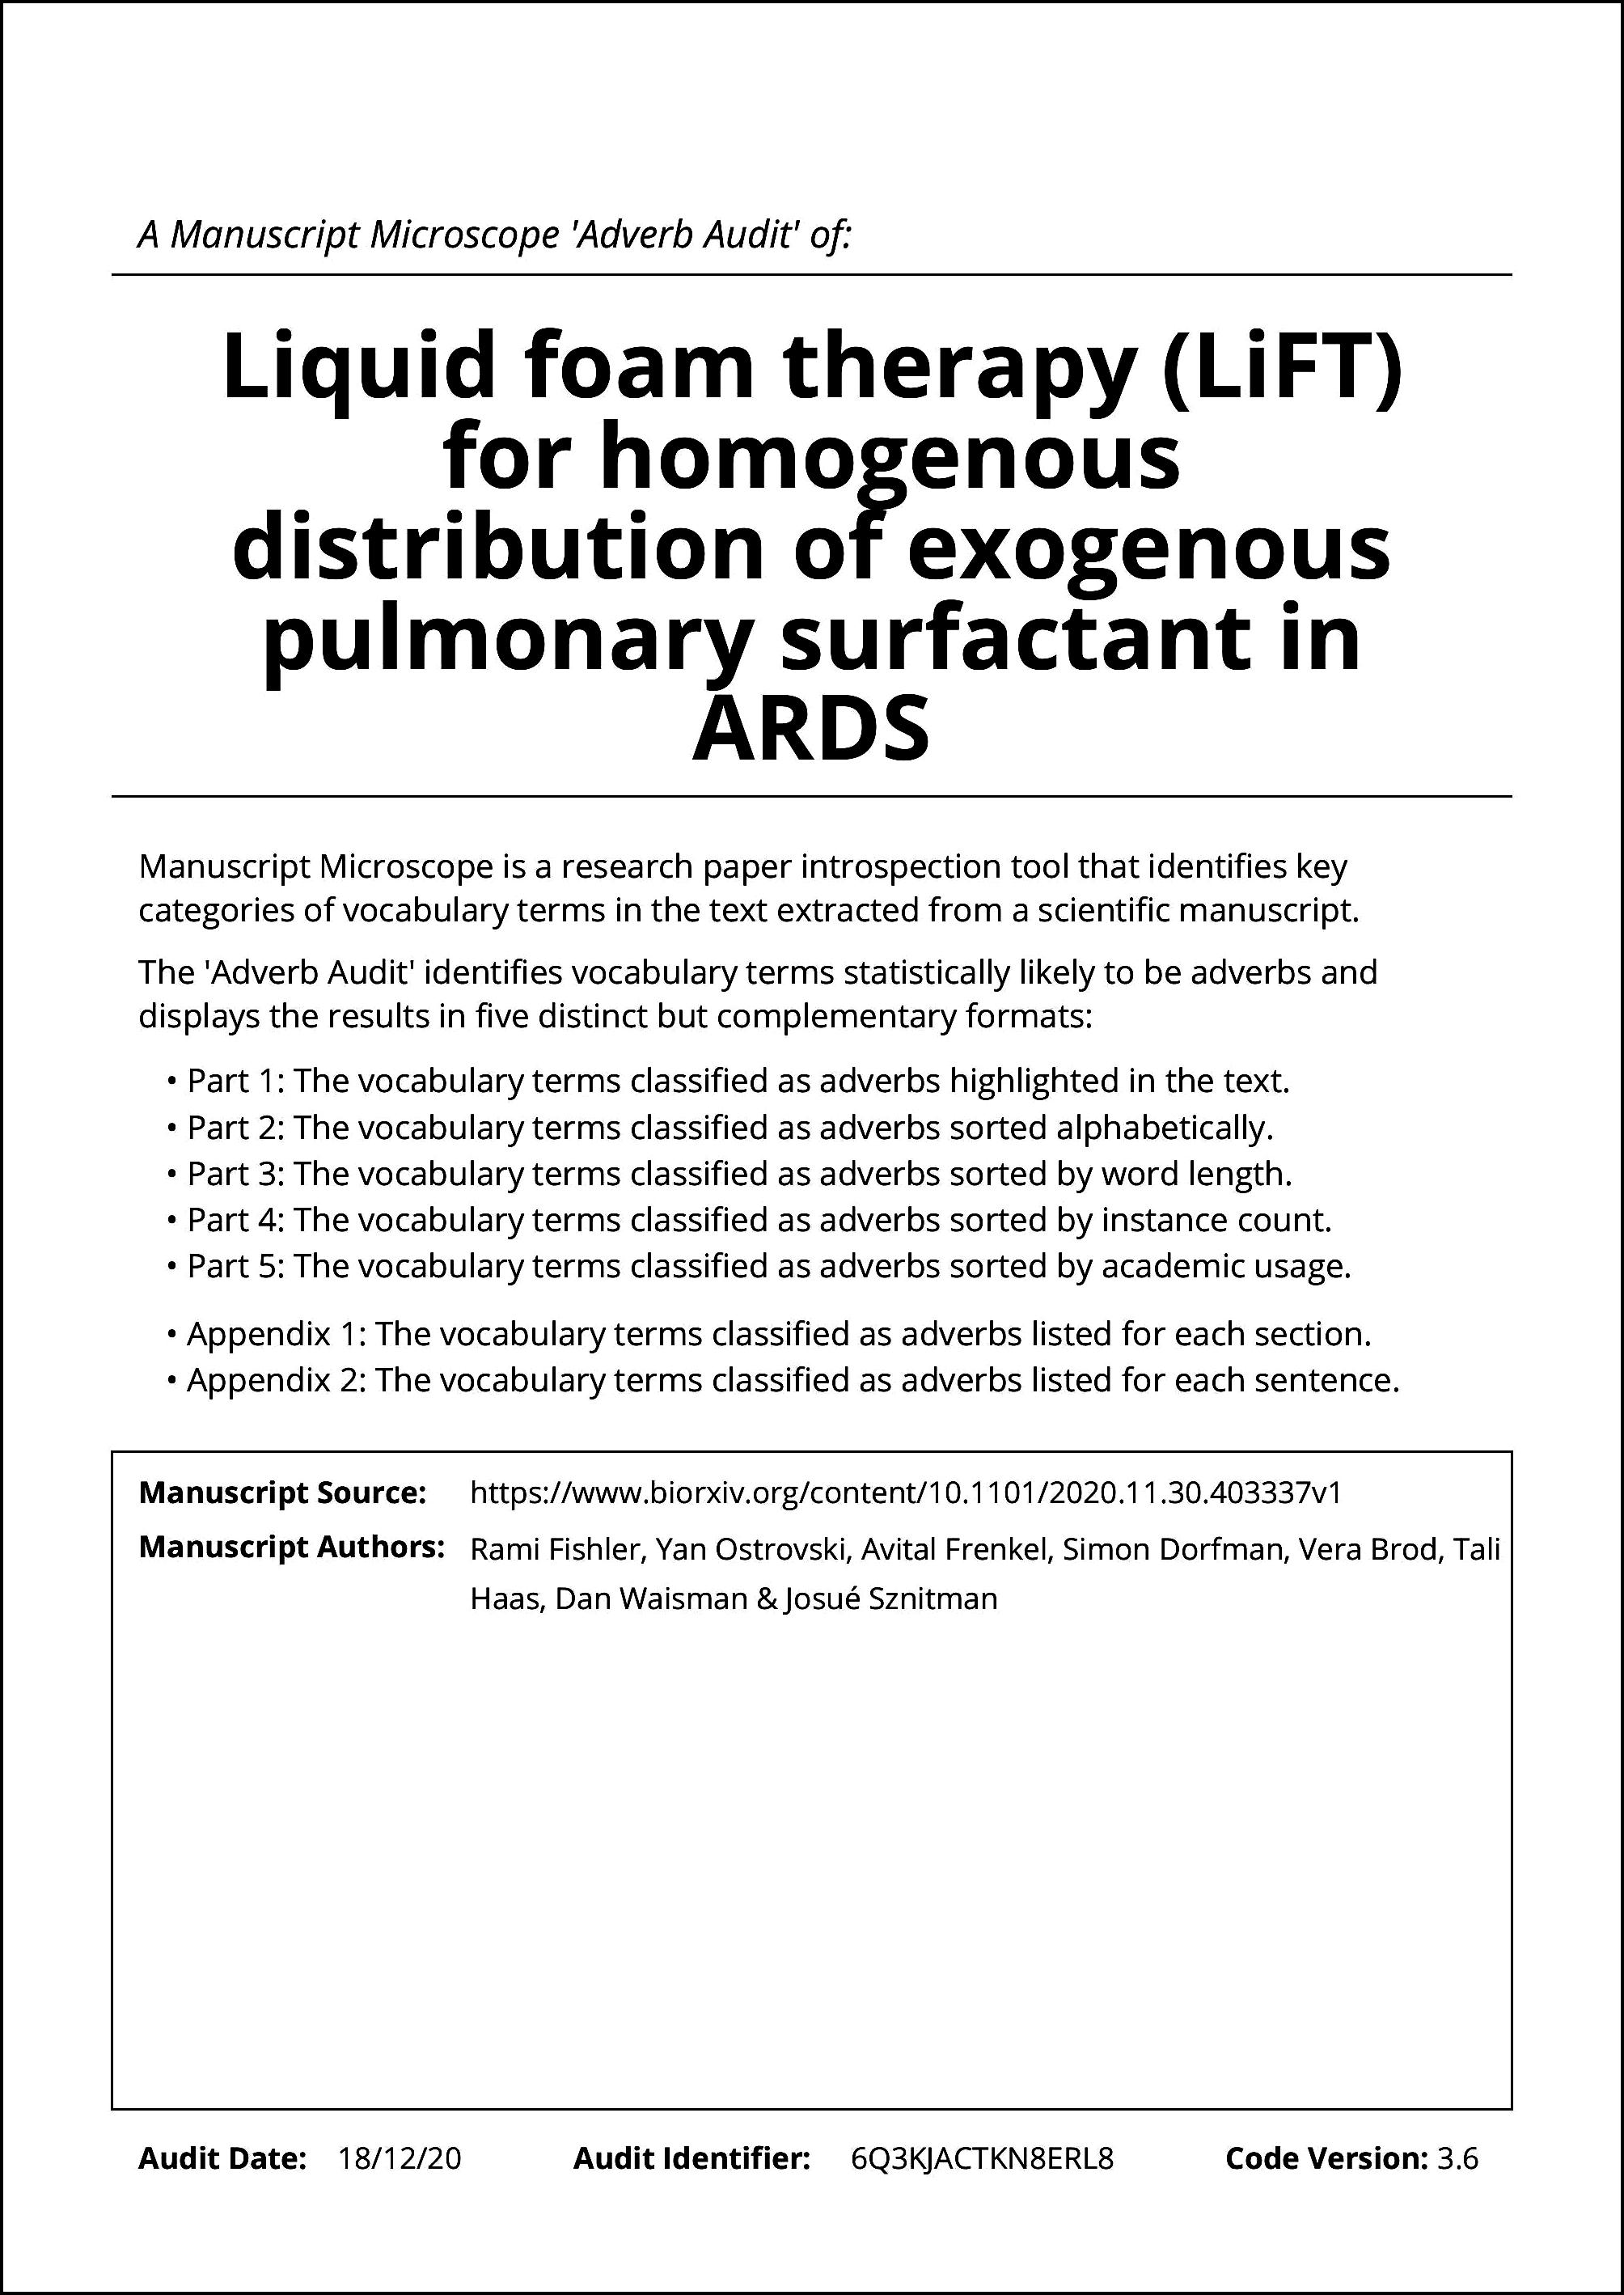 A Manuscript Microscope 'Adverb Audit' of:
Liquid foam therapy (LiFT)
for homogenous
distribution of exogenous
pulmonary surfactant in
ARDS
Manuscript Microscope is a research paper introspection tool that identifies key
categories of vocabulary terms in the text extracted from a scientific manuscript.
The 'Adverb Audit' identifies vocabulary terms statistically likely to be adverbs and
displays the results in five distinct but complementary formats:
• Part 1: The vocabulary terms classified as adverbs highlighted in the text.
• Part 2: The vocabulary terms classified as adverbs sorted alphabetically.
• Part 3: The vocabulary terms classified as adverbs sorted by word length.
• Part 4: The vocabulary terms classified as adverbs sorted by instance count.
• Part 5: The vocabulary terms classified as adverbs sorted by academic usage.
• Appendix 1: The vocabulary terms classified as adverbs listed for each section.
• Appendix 2: The vocabulary terms classified as adverbs listed for each sentence.
Manuscript Source: https://www.biorxiv.org/content/10.1101/2020.11.30.403337v1
Manuscript Authors: Rami Fishler, Yan Ostrovski, Avital Frenkel, Simon Dorfman, Vera Brod, Tali
Haas, Dan Waisman & Josué Sznitman
Audit Date: 18/12/20 Audit Identifier: 6Q3KJACTKN8ERL8 Code Version: 3.6